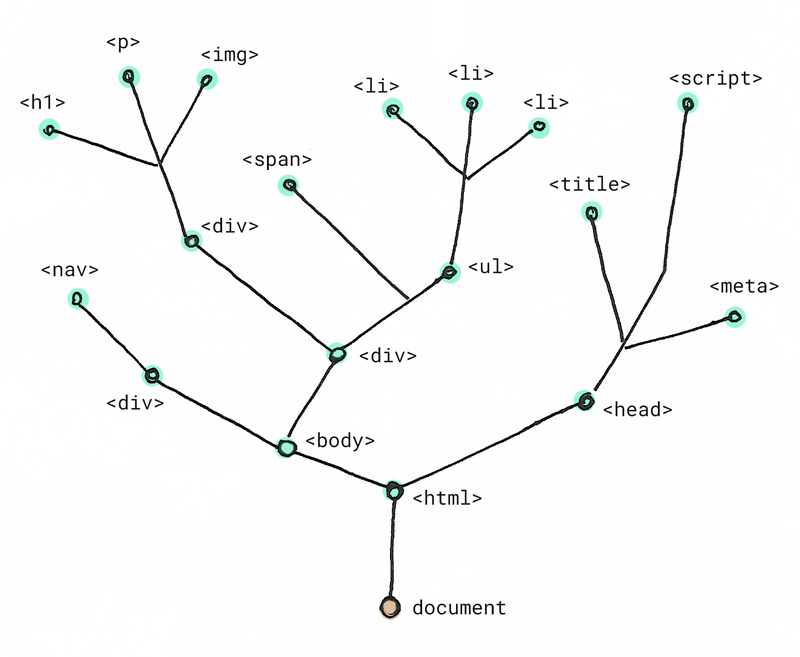 <p>
<img>
<li>
<li>
<script>
<h1>
<li>
<span>
<title>
<div>
<nav>
<ul>
<meta>
<div>
<div>
<head>
<body>
<html>
document